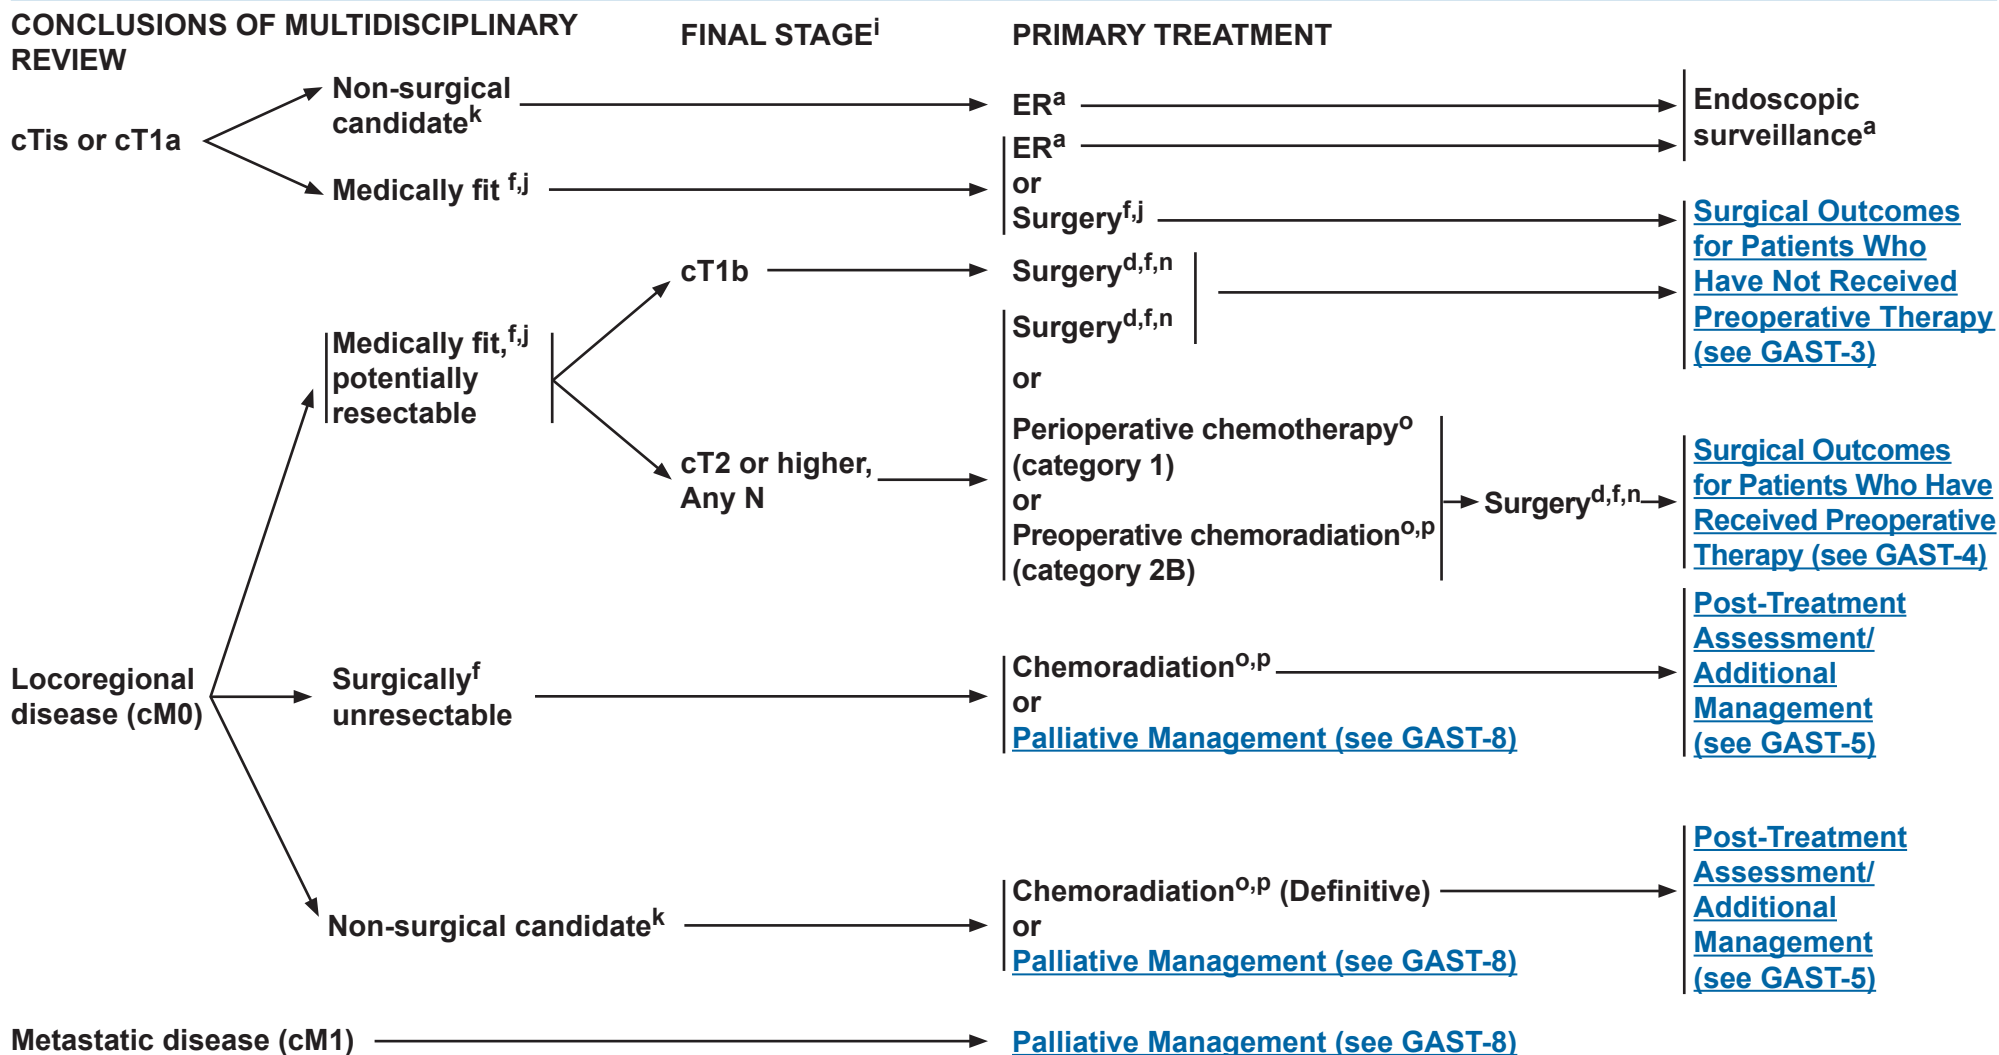 CONCLUSIONS OF MULTIDISCIPLINARY
REVIEW
FINAL STAGEi
PRIMARY TREATMENT
cTis or cT1a
Non-surgical
candidatek
ERa
Endoscopic
surveillancea
Medically fit f,j
ERa
or
Surgeryf,j
Surgical Outcomes
for Patients Who
Have Not Received
Preoperative Therapy
(see GAST-3)
Locoregional
disease (cM0)
Medically fit,f,j
potentially
resectable
cT1b
Surgeryd,f,n
cT2 or higher,
Any N
Surgeryd,f,n
or
Perioperative chemotherapyo
(category 1)
or
Preoperative chemoradiationo,p
(category 2B)
Surgeryd,f,n
Surgical Outcomes
for Patients Who Have
Received Preoperative
Therapy (see GAST-4)
Surgicallyf
unresectable
Chemoradiationo,p
or
Palliative Management (see GAST-8)
Post-Treatment
Assessment/
Additional
Management
(see GAST-5)
Non-surgical candidatek
Chemoradiationo,p (Definitive)
or
Palliative Management (see GAST-8)
Post-Treatment
Assessment/
Additional
Management
(see GAST-5)
Metastatic disease (cM1)
Palliative Management (see GAST-8)